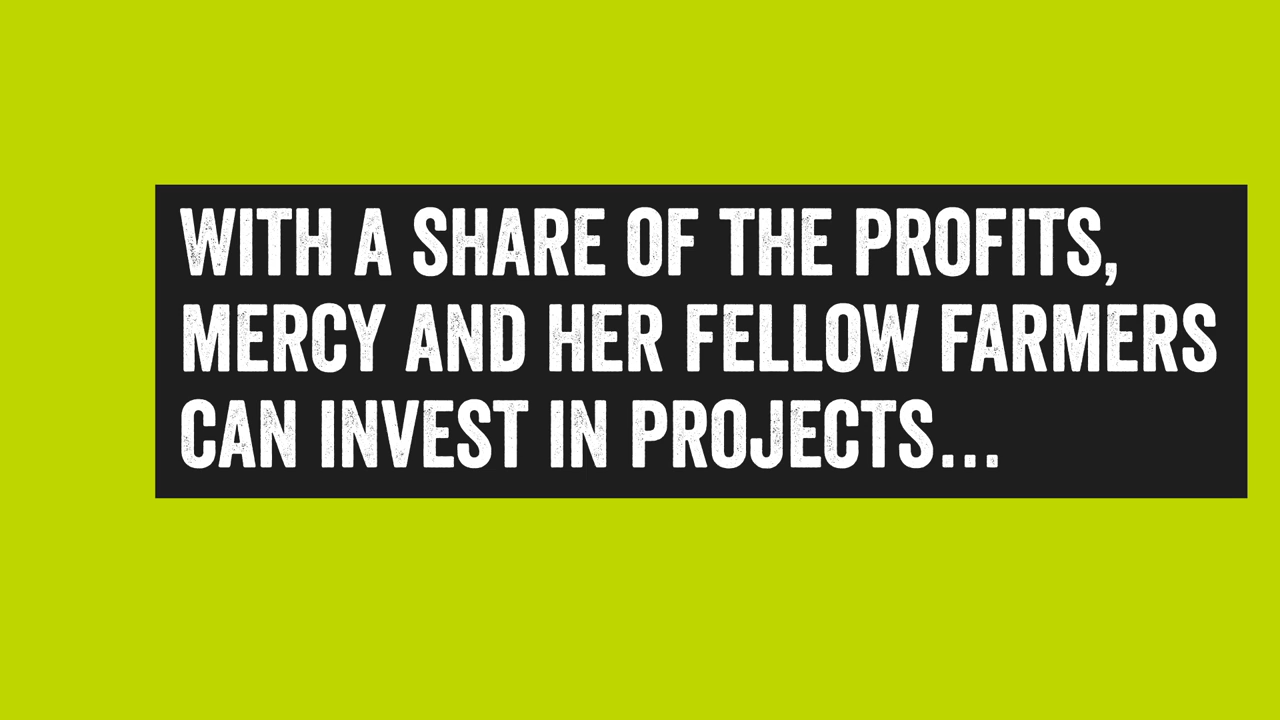 WITH A SHARE OF THE PROFITS,
MERCY AND HER FELLOW FARMERS
CAN INVEST IN PROJECTS...